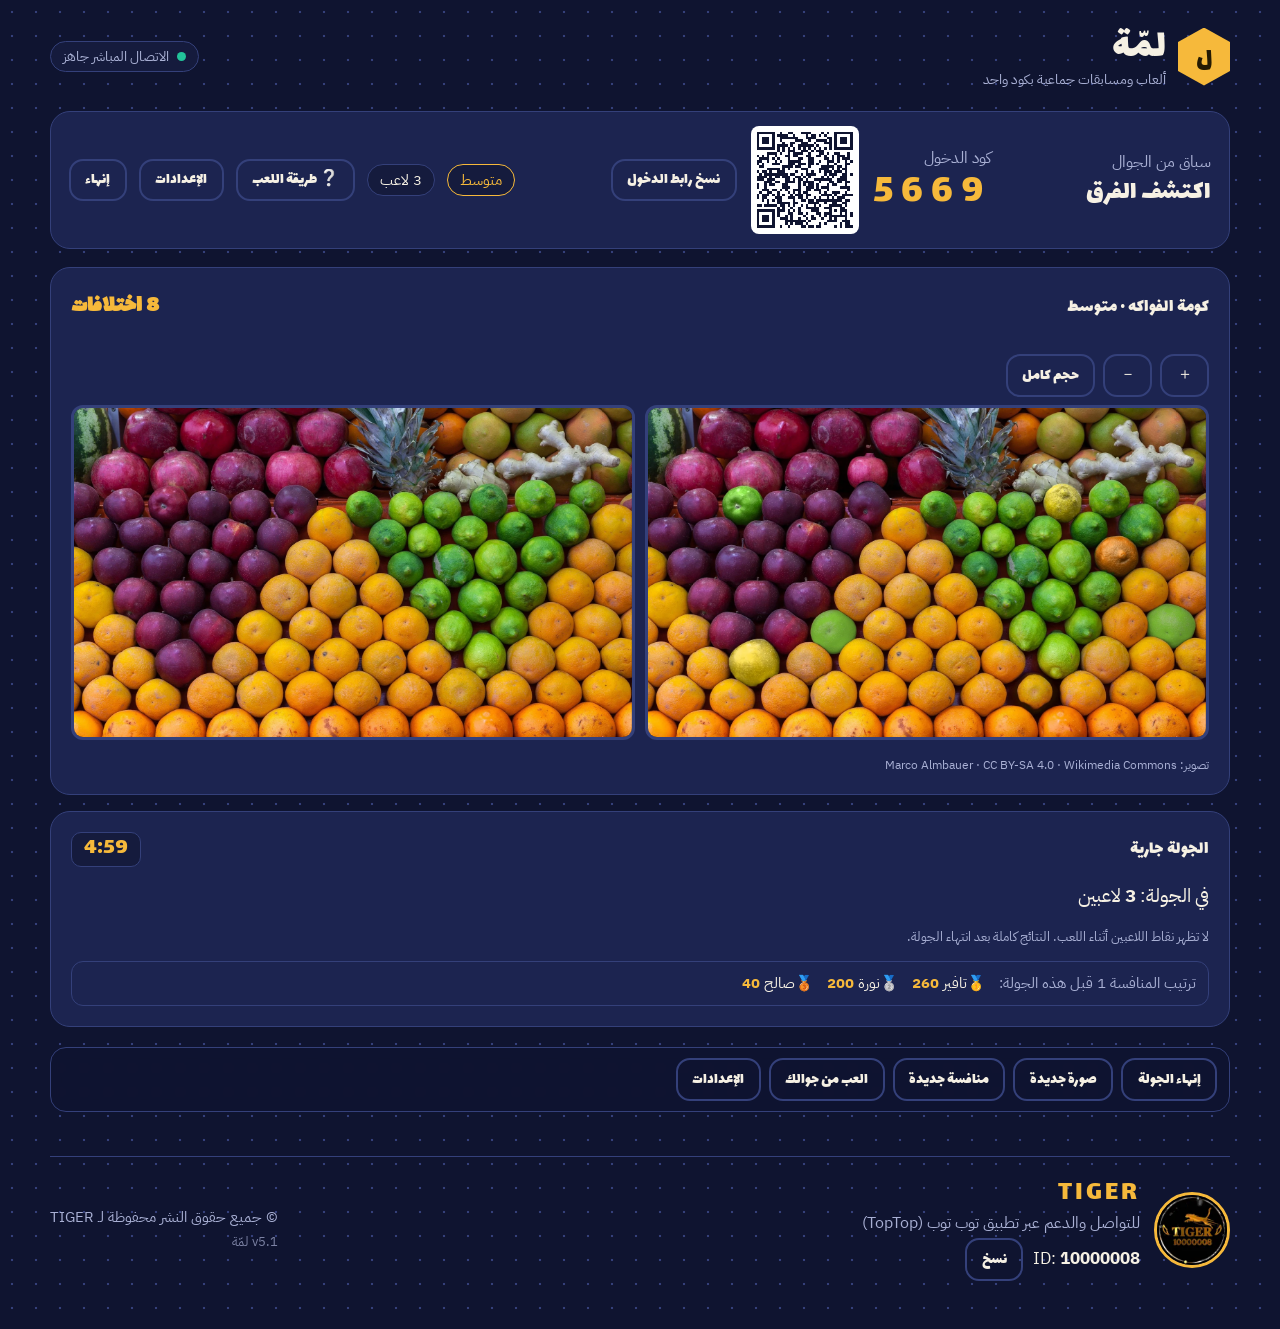 ل
لمّة
ألعاب ومسابقات جماعية بكود واحد
الاتصال المباشر جاهز
سباق من الجوال
اكتشف الفرق
كود الدخول
5669
نسخ رابط الدخول
متوسط
3 لاعب
❔ طريقة اللعب
الإعدادات
إنهاء
كومة الفواكه · متوسط
8 اختلافات
+
−
حجم كامل
تصوير: Marco Almbauer · CC BY-SA 4.0 · Wikimedia Commons
الجولة جارية
4:59
في الجولة: 3 لاعبين
لا تظهر نقاط اللاعبين أثناء اللعب. النتائج كاملة بعد انتهاء الجولة.
ترتيب المنافسة 1 قبل هذه الجولة: 🥇 تافير 260 🥈 نورة 200 🥉 صالح 40
إنهاء الجولة
صورة جديدة
منافسة جديدة
العب من جوالك
الإعدادات
TIGER
10000008
TIGER
للتواصل والدعم عبر تطبيق توب توب (TopTop)
ID: 10000008
نسخ
© جميع حقوق النشر محفوظة لـ TIGER
لمّة v5.1